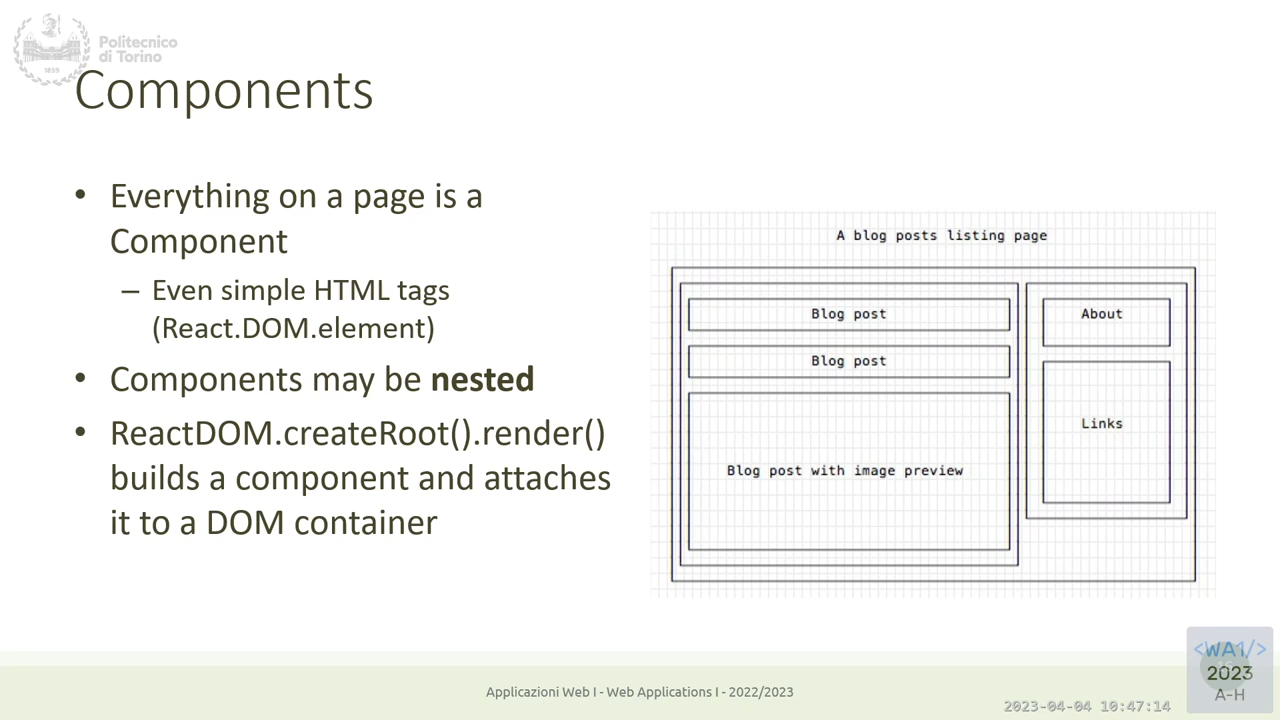 Politecnico
di Torino
1859
Components
• Everything on a page is a
Component
– Even simple HTML tags
(React.DOM.element)
• Components may be nested
• ReactDOM.createRoot().render()
builds a component and attaches
it to a DOM container
A blog posts listing page
Blog post
Blog post
Blog post with image preview
About
Links
Applicazioni Web I - Web Applications I - 2022/2023
2023-04-04 10:47:14
<WA1/>
2023
A-H